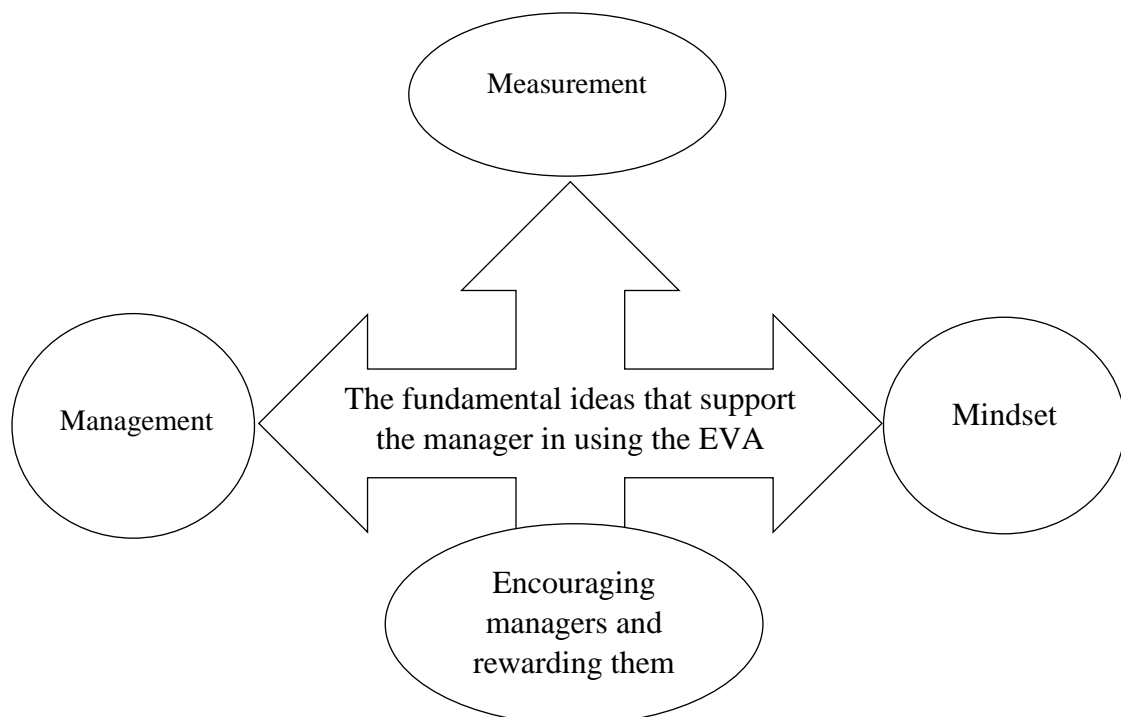 Measurement
Management
The fundamental ideas that support
the manager in using the EVA
Mindset
Encouraging
managers and
rewarding them